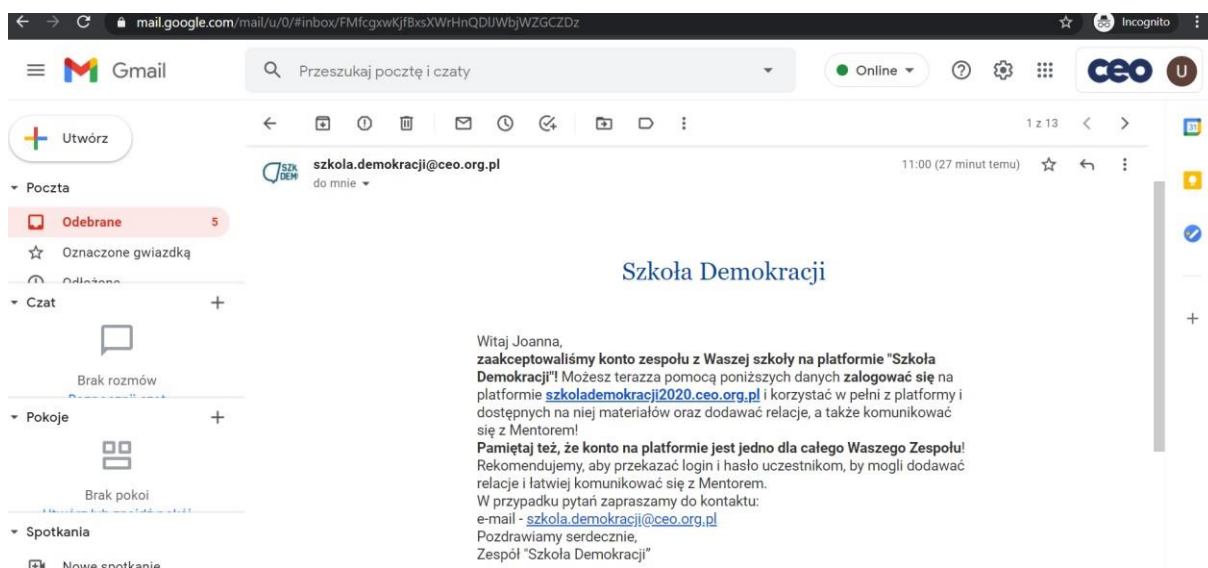 mail.google.com/mail/u/0/#inbox/FMfcgxwKjfBxsXWrHnQDlJWbjWZGCZDz
Incognito
Gmail
Przeszukaj pocztę i czaty
Online
ceo
U
Utwórz
1 z 13
31
Poczta
Odebrane 5
Oznaczone gwiazdką
Odłożone
Czat
Brak rozmów
Pokoje
Brak pokoi
Spotkania
Nowe spotkanie
SZK
DEM
szkola.demokracji@ceo.org.pl
11:00 (27 minut temu)
do mnie
Szkoła Demokracji
Witaj Joanna,
zaakceptowaliśmy konto zespołu z Waszej szkoły na platformie "Szkoła
Demokracji"! Możesz terazza pomocą poniższych danych zalogować się na
platformie szkolademokracji2020.ceo.org.pl i korzystać w pełni z platformy i
dostępnych na niej materiałów oraz dodawać relacje, a także komunikować
się z Mentorem!
Pamiętaj też, że konto na platformie jest jedno dla całego Waszego Zespołu!
Rekomendujemy, aby przekazać login i hasło uczestnikom, by mogli dodawać
relacje i łatwiej komunikować się z Mentorem.
W przypadku pytań zapraszamy do kontaktu:
e-mail - szkola.demokracji@ceo.org.pl
Pozdrawiamy serdecznie,
Zespół "Szkoła Demokracji”